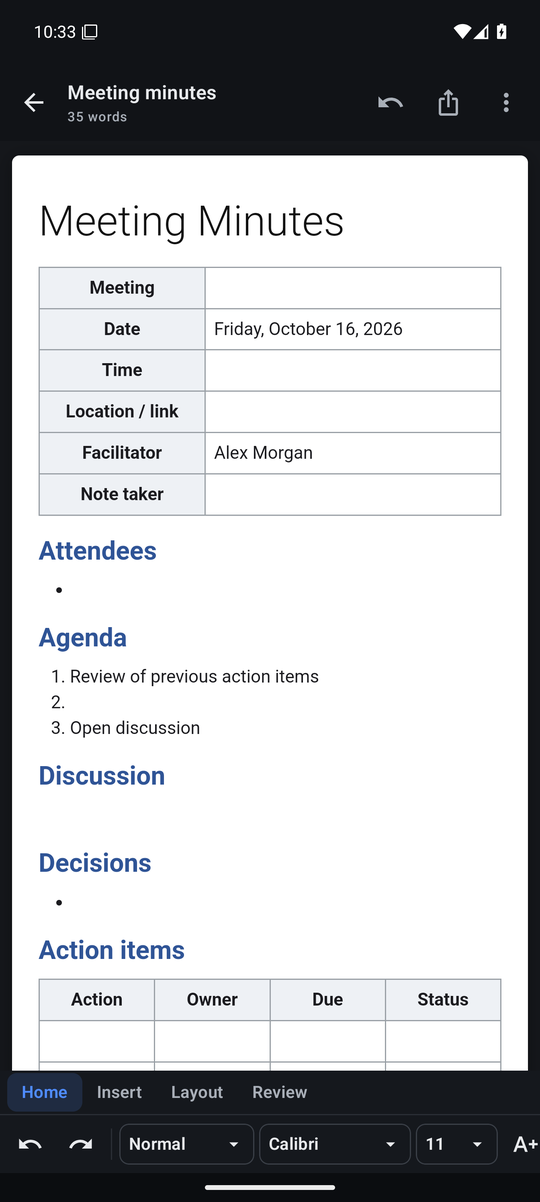 10:33
Meeting minutes
35 words
Meeting Minutes
Meeting
Date Friday, October 16, 2026
Time
Location / link
Facilitator Alex Morgan
Note taker
Attendees
•
Agenda
1. Review of previous action items
2.
3. Open discussion
Discussion
Decisions
•
Action items
Action Owner Due Status
Home Insert Layout Review
Normal Calibri 11 A+